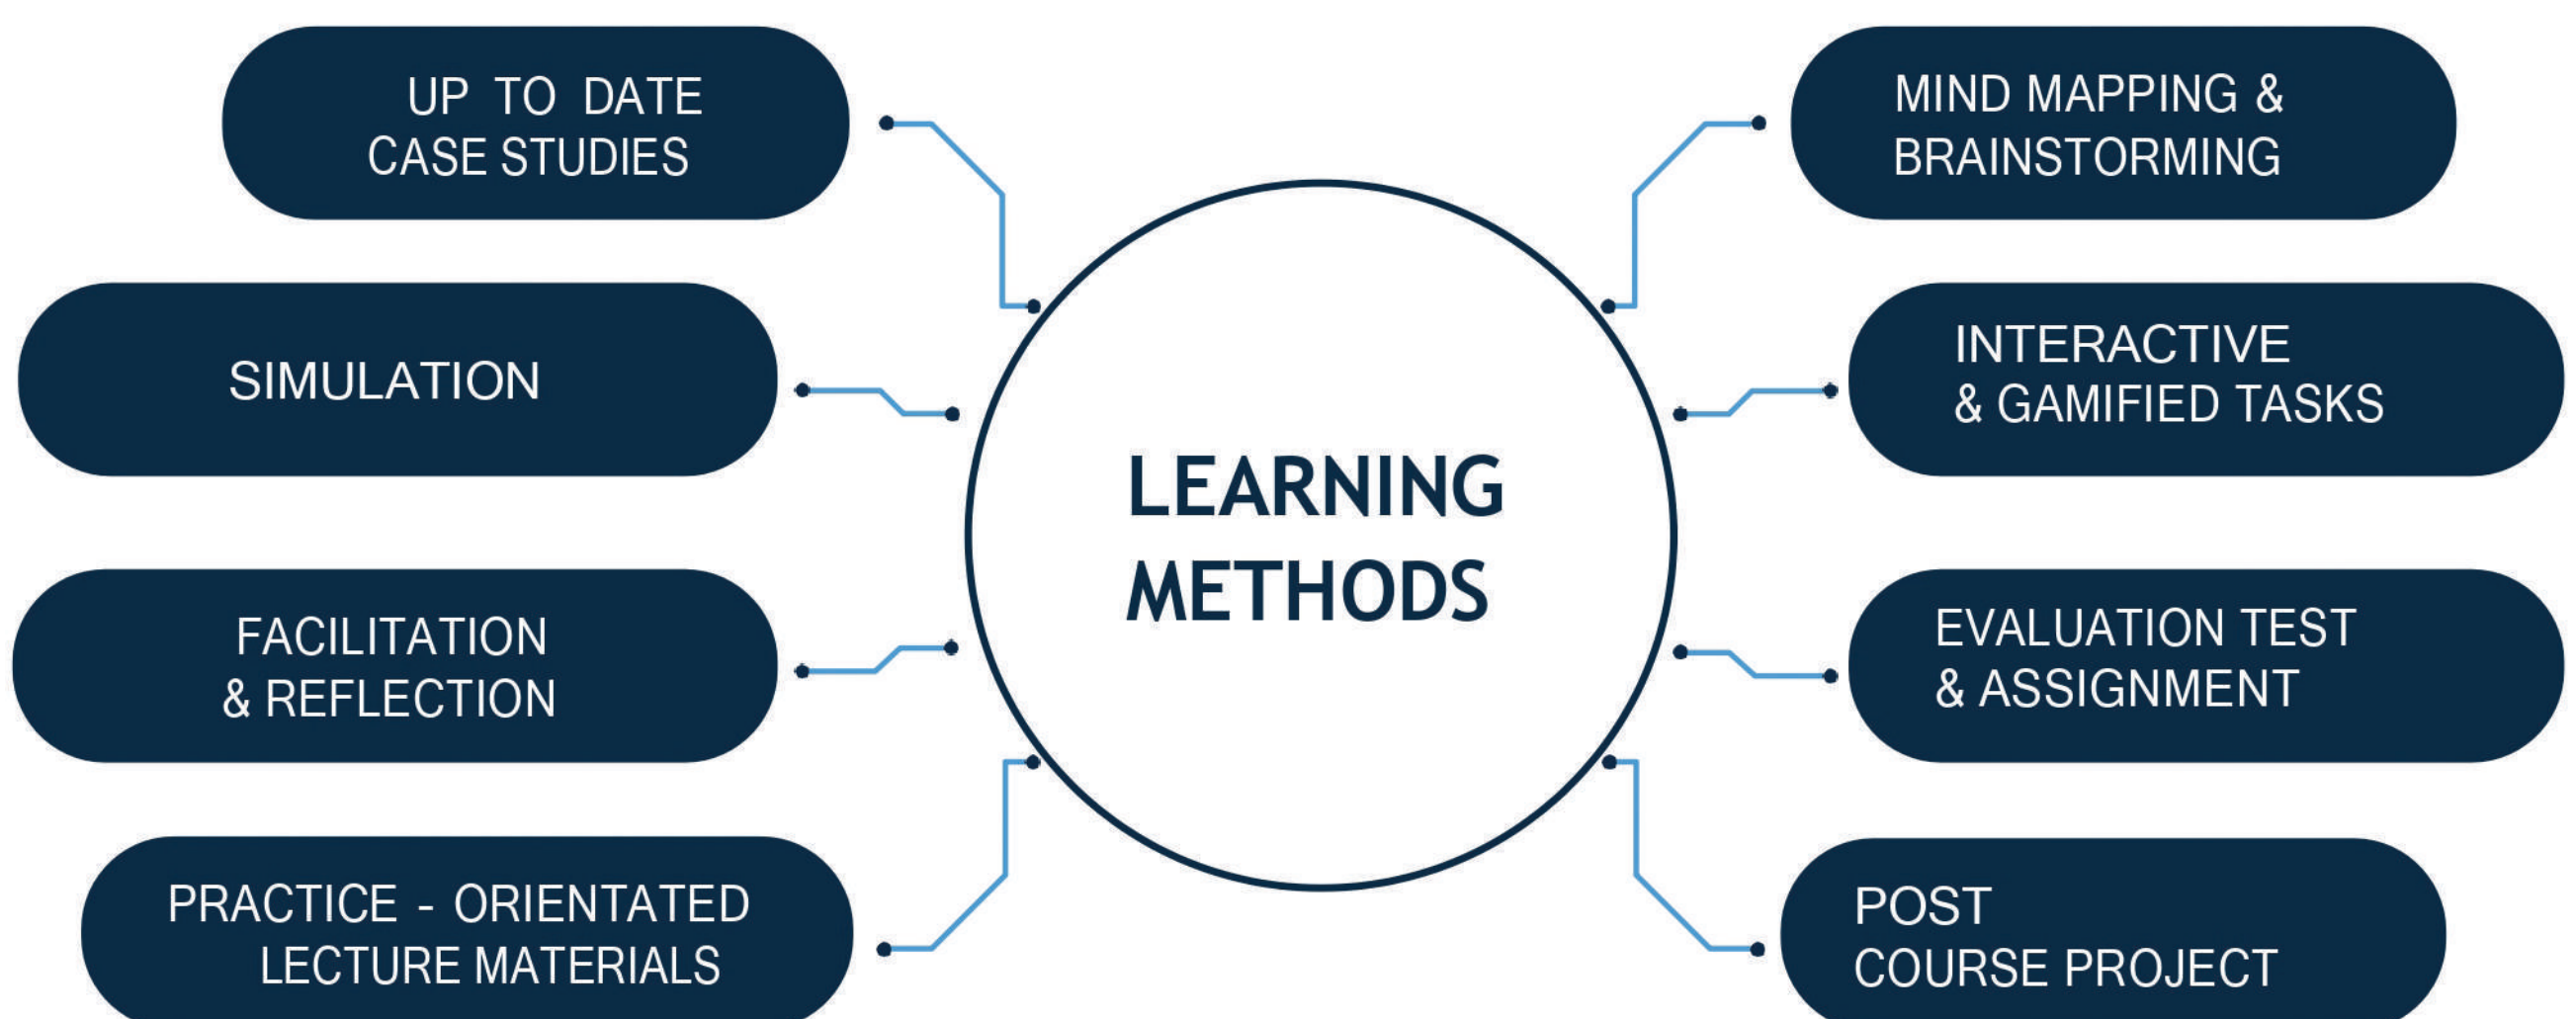 UP TO DATE
CASE STUDIES
SIMULATION
FACILITATION
& REFLECTION
PRACTICE - ORIENTATED
LECTURE MATERIALS
LEARNING
METHODS
MIND MAPPING &
BRAINSTORMING
INTERACTIVE
& GAMIFIED TASKS
EVALUATION TEST
& ASSIGNMENT
POST
COURSE PROJECT